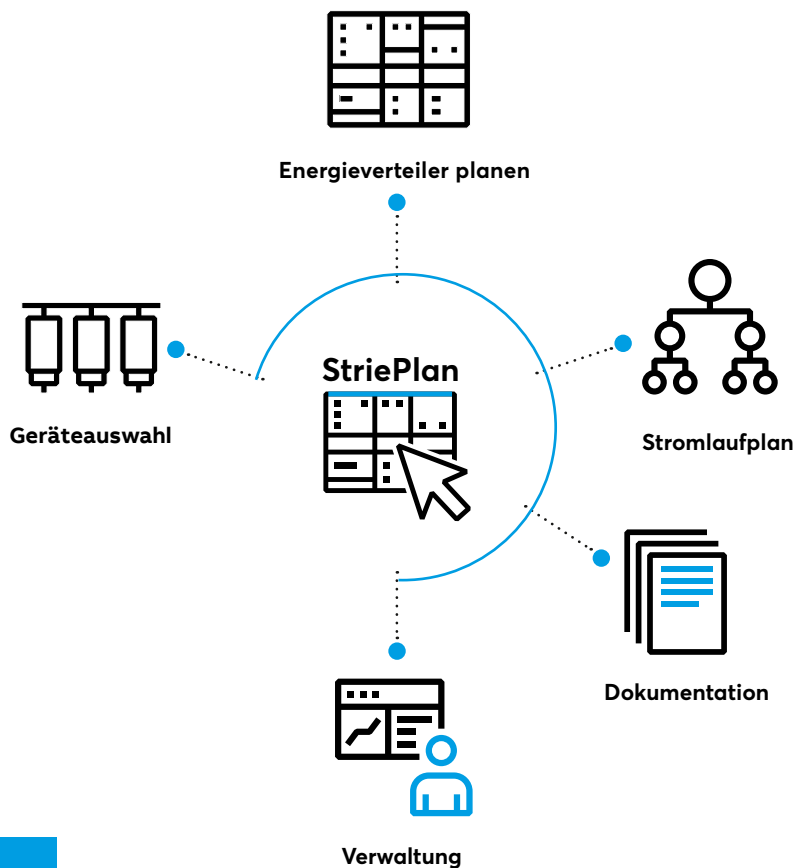 Energieverteiler planen
StriePlan
Geräteauswahl
Stromlaufplan
Dokumentation
Verwaltung